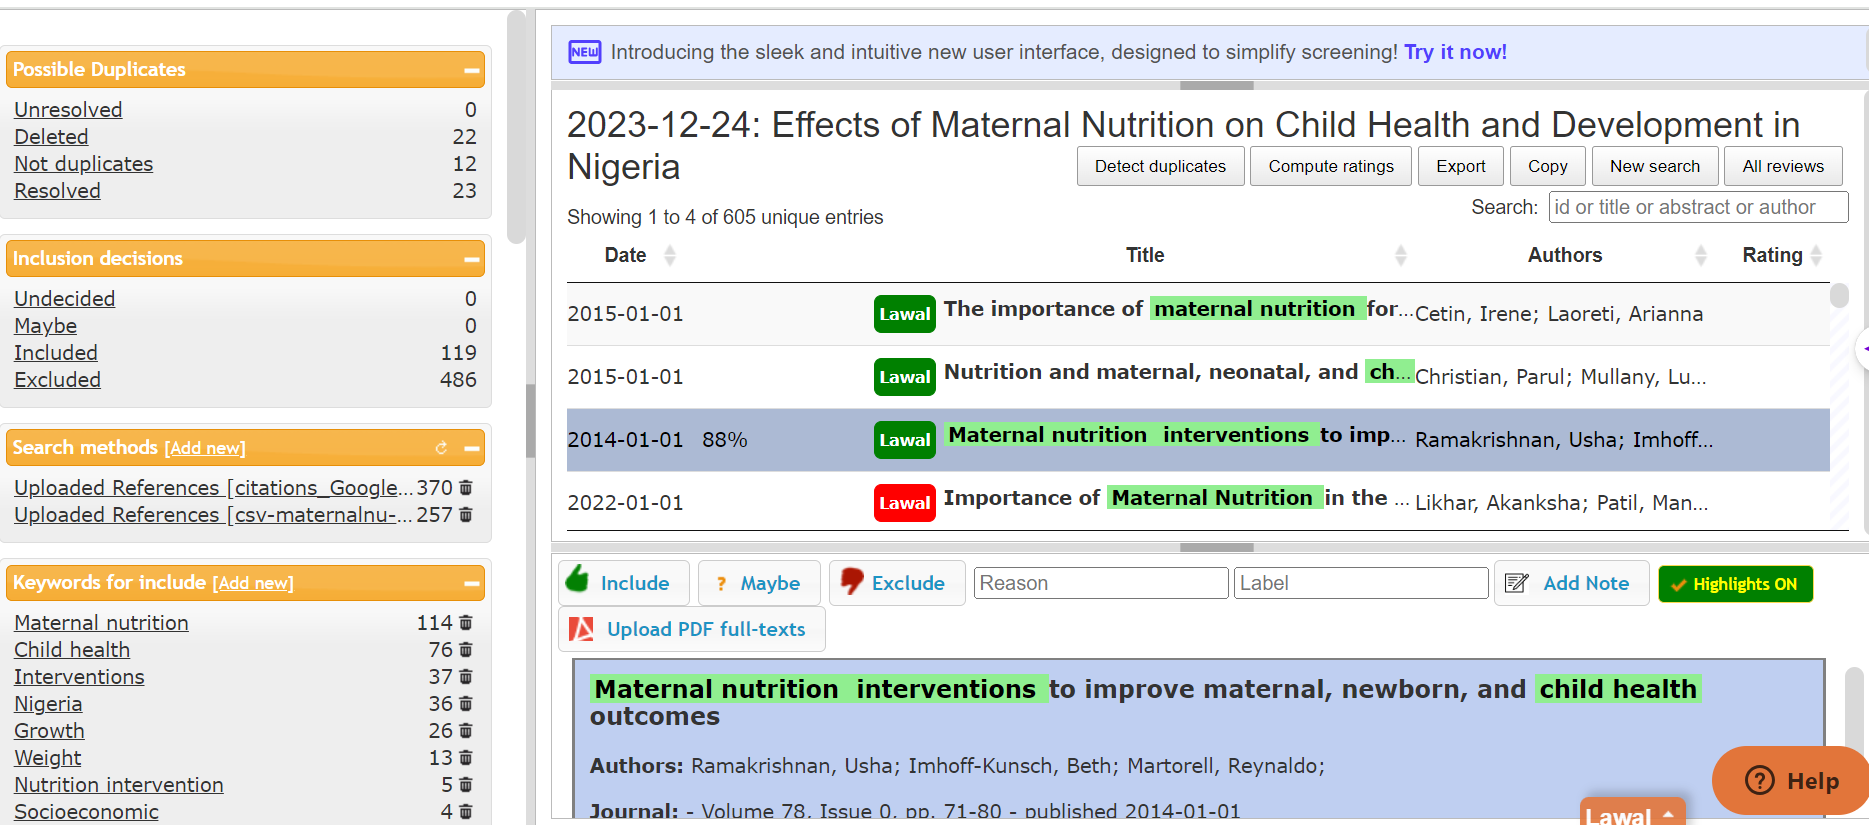 Possible Duplicates
Unresolved 0
Deleted 22
Not duplicates 12
Resolved 23
Inclusion decisions
Undecided 0
Maybe 0
Included 119
Excluded 486
Search methods [Add new]
Uploaded References [citations_Google... 370
Uploaded References [csv-maternalnu-... 257
Keywords for include [Add new]
Maternal nutrition 114
Child health 76
Interventions 37
Nigeria 36
Growth 26
Weight 13
Nutrition intervention 5
Socioeconomic 4
NEW Introducing the sleek and intuitive new user interface, designed to simplify screening! Try it now!
2023-12-24: Effects of Maternal Nutrition on Child Health and Development in
Nigeria
Detect duplicates Compute ratings Export Copy New search All reviews
Showing 1 to 4 of 605 unique entries
Search: id or title or abstract or author
Date Title Authors Rating
2015-01-01 Lawal The importance of maternal nutrition for... Cetin, Irene; Laoreti, Arianna
2015-01-01 Lawal Nutrition and maternal, neonatal, and ch... Christian, Parul; Mullany, Lu...
2014-01-01 88% Lawal Maternal nutrition interventions to imp... Ramakrishnan, Usha; Imhoff...
2022-01-01 Lawal Importance of Maternal Nutrition in the ... Likhar, Akanksha; Patil, Man...
Include ? Maybe Exclude Reason Label Add Note Highlights ON
Upload PDF full-texts
Maternal nutrition interventions to improve maternal, newborn, and child health
outcomes
Authors: Ramakrishnan, Usha; Imhoff-Kunsch, Beth; Martorell, Reynaldo;
Journal: - Volume 78, Issue 0, pp. 71-80 - published 2014-01-01
? Help
Lawal